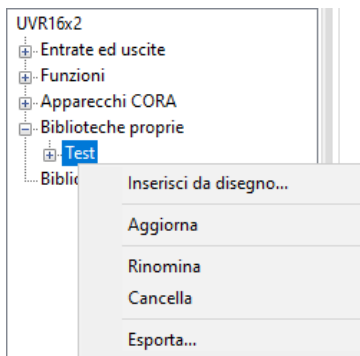 UVR16x2
Entrate ed uscite
Funzioni
Apparecchi CORA
Biblioteche proprie
Test
Inserisci da disegno...
Aggiorna
Rinomina
Cancella
Esporta...